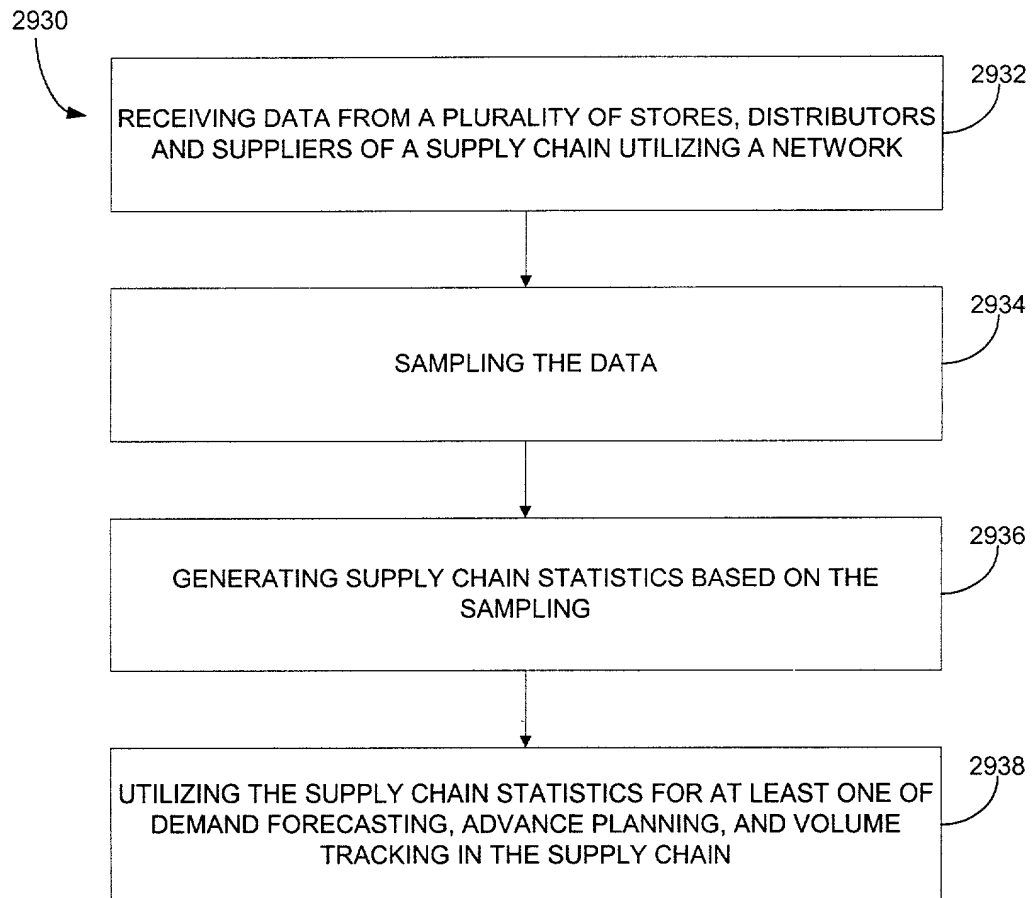 2930
2932
RECEIVING DATA FROM A PLURALITY OF STORES, DISTRIBUTORS
AND SUPPLIERS OF A SUPPLY CHAIN UTILIZING A NETWORK
2934
SAMPLING THE DATA
2936
GENERATING SUPPLY CHAIN STATISTICS BASED ON THE
SAMPLING
2938
UTILIZING THE SUPPLY CHAIN STATISTICS FOR AT LEAST ONE OF
DEMAND FORECASTING, ADVANCE PLANNING, AND VOLUME
TRACKING IN THE SUPPLY CHAIN